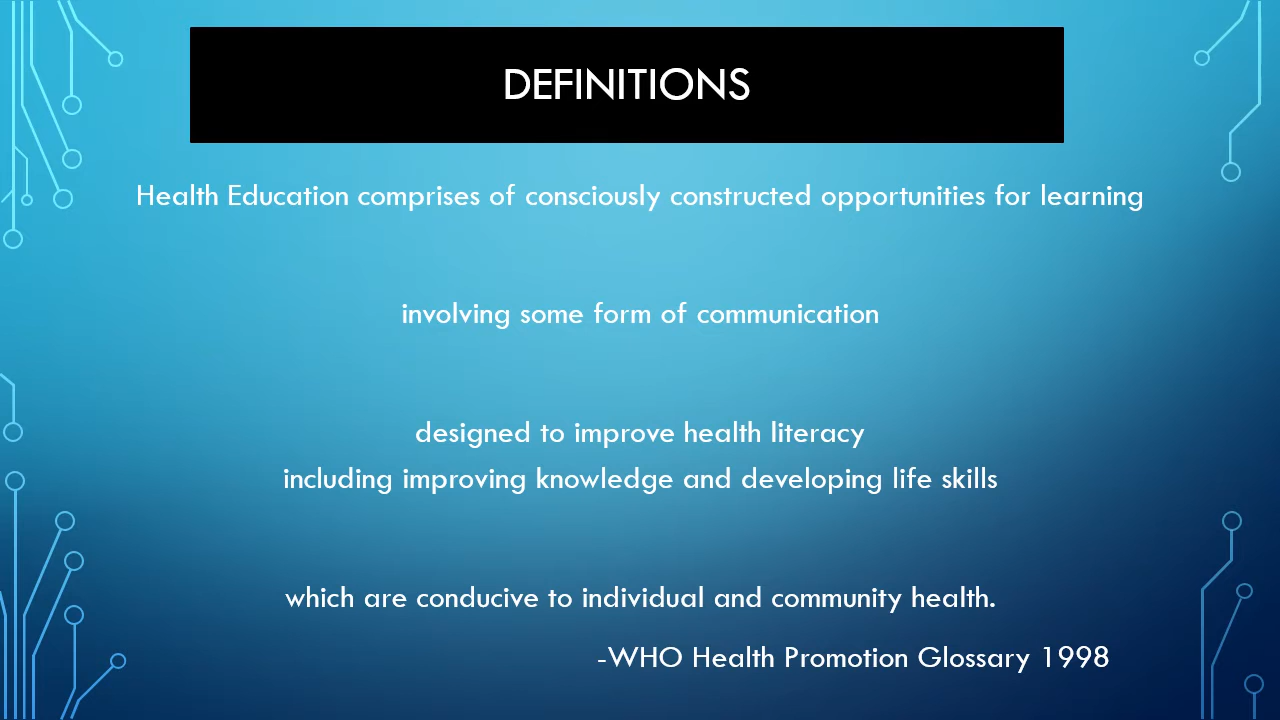 DEFINITIONS
Health Education comprises of consciously constructed opportunities for learning
involving some form of communication
designed to improve health literacy
including improving knowledge and developing life skills
which are conducive to individual and community health.
-WHO Health Promotion Glossary 1998